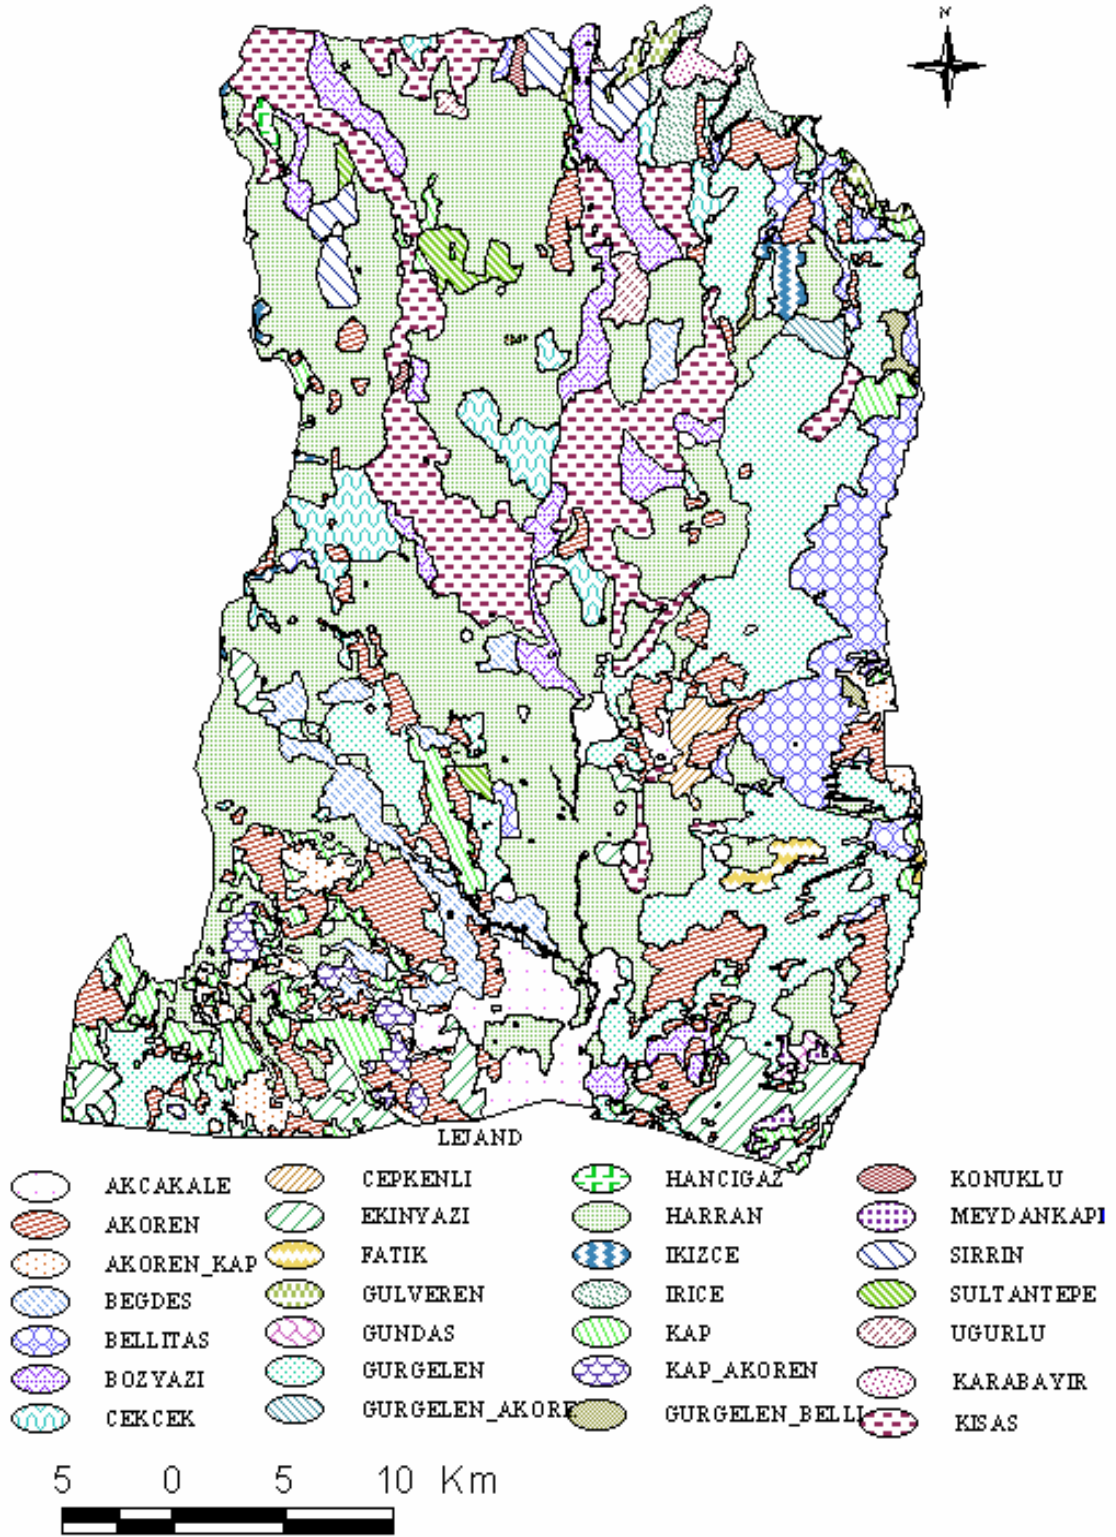 N
LEJAND
AKCAKALE
AKOREN
AKOREN_KAP
BEGDES
BELLITAS
BOZYAZI
CEKCEK
CEPKENLI
EKINYAZI
FATIK
GULVEREN
GUNDAS
GURGELEN
GURGELEN_AKORE
HANCIGAZ
HARRAN
IKIZCE
IRICE
KAP
KAP_AKOREN
GURGELEN_BELLI
KONUKLU
MEYDANKAPI
SIRRIN
SULTANTEPE
UGURLU
KARABAYIR
KISAS
5 0 5 10 Km